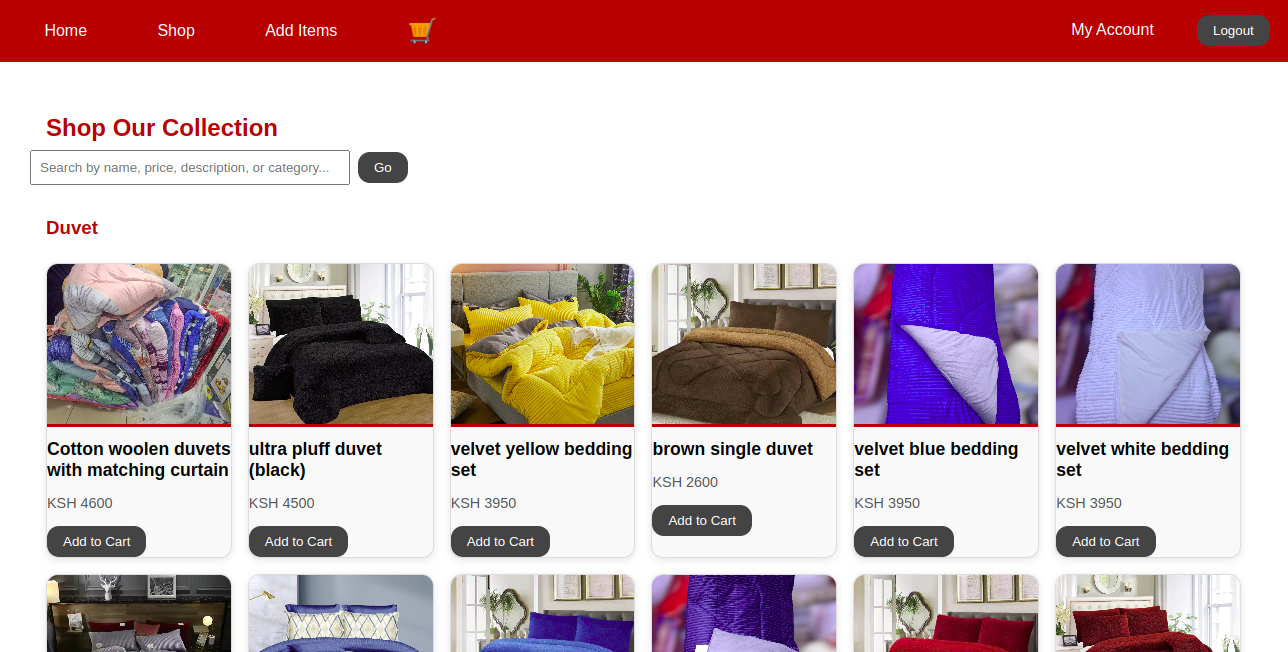 Home Shop Add Items My Account Logout
Shop Our Collection
Search by name, price, description, or category... Go
Duvet
Cotton woolen duvets
with matching curtain
KSH 4600
Add to Cart
ultra pluff duvet
(black)
KSH 4500
Add to Cart
velvet yellow bedding
set
KSH 3950
Add to Cart
brown single duvet
KSH 2600
Add to Cart
velvet blue bedding
set
KSH 3950
Add to Cart
velvet white bedding
set
KSH 3950
Add to Cart